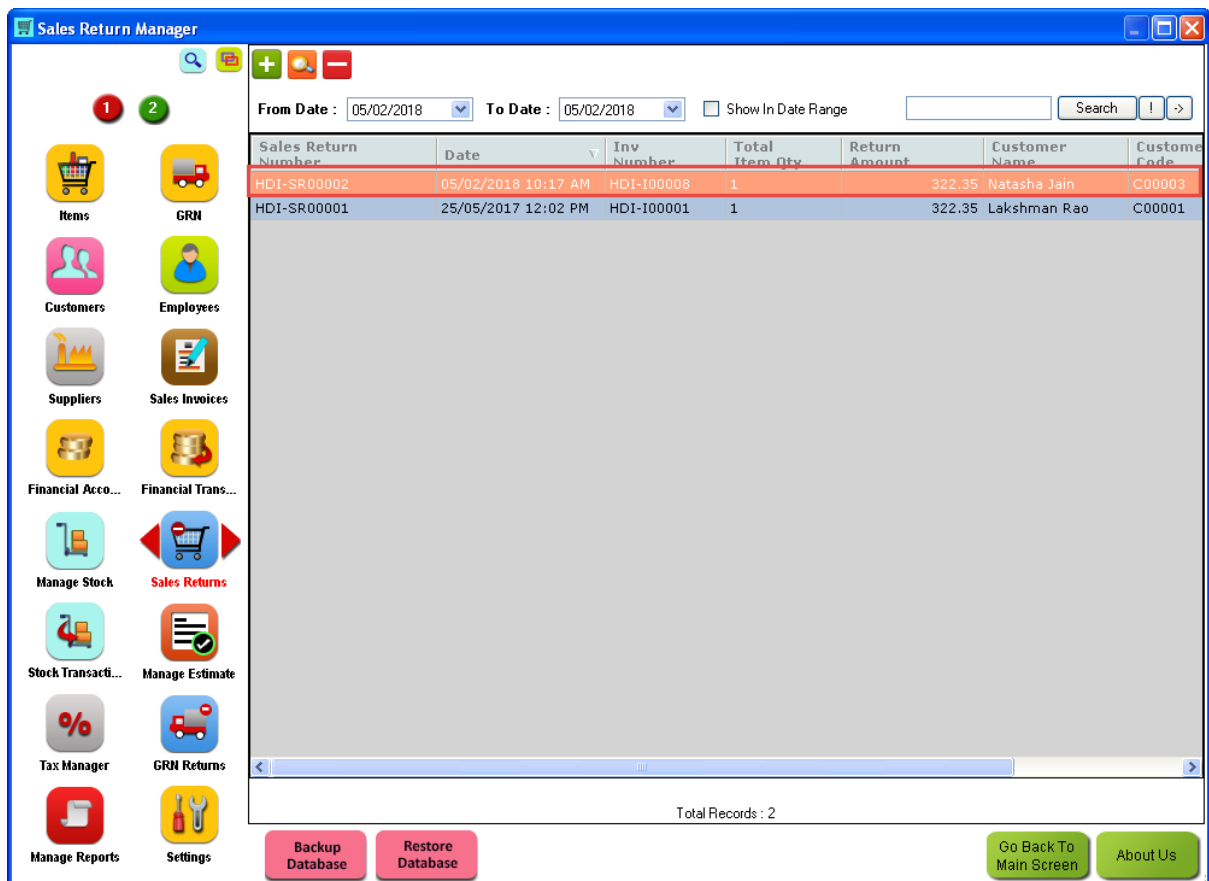 Sales Return Manager
1 2
From Date : 05/02/2018 To Date : 05/02/2018 Show In Date Range Search ! ->
Sales Return Number Date Inv Number Total Item Qty Return Amount Customer Name Custome Code
HDI-SR00002 05/02/2018 10:17 AM HDI-I00008 1 322.35 Natasha Jain C00003
HDI-SR00001 25/05/2017 12:02 PM HDI-I00001 1 322.35 Lakshman Rao C00001
Items GRN
Customers Employees
Suppliers Sales Invoices
Financial Acco... Financial Trans...
Manage Stock Sales Returns
Stock Transacti... Manage Estimate
%
Tax Manager GRN Returns
Manage Reports Settings
Total Records : 2
Backup Database
Restore Database
Go Back To Main Screen
About Us